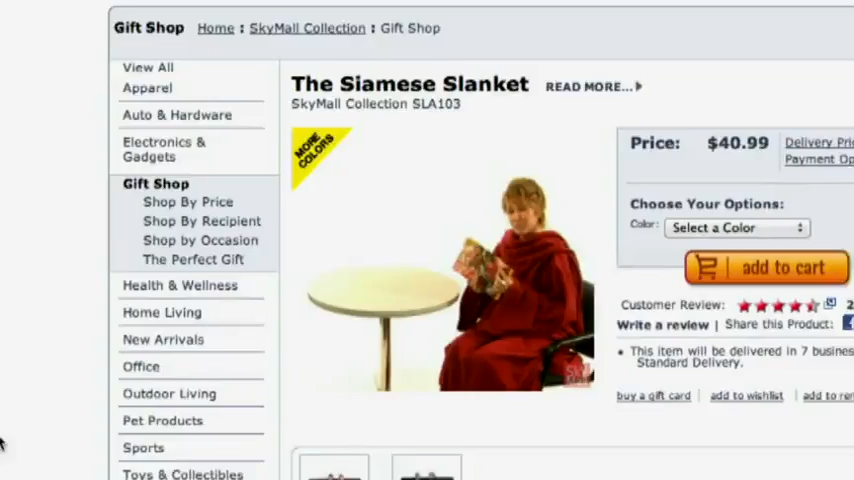 Gift Shop Home : SkyMall Collection : Gift Shop
View All
Apparel
Auto & Hardware
Electronics &
Gadgets
Gift Shop
Shop By Price
Shop By Recipient
Shop by Occasion
The Perfect Gift
Health & Wellness
Home Living
New Arrivals
Office
Outdoor Living
Pet Products
Sports
Toys & Collectibles
The Siamese Slanket READ MORE...
SkyMall Collection SLA103
MORE
COLORS
Price: $40.99 Delivery Pri
Payment Op
Choose Your Options:
Color: Select a Color
add to cart
Customer Review: 2
Write a review | Share this Product:
• This item will be delivered in 7 busines
Standard Delivery.
buy a gift card | add to wishlist | add to re